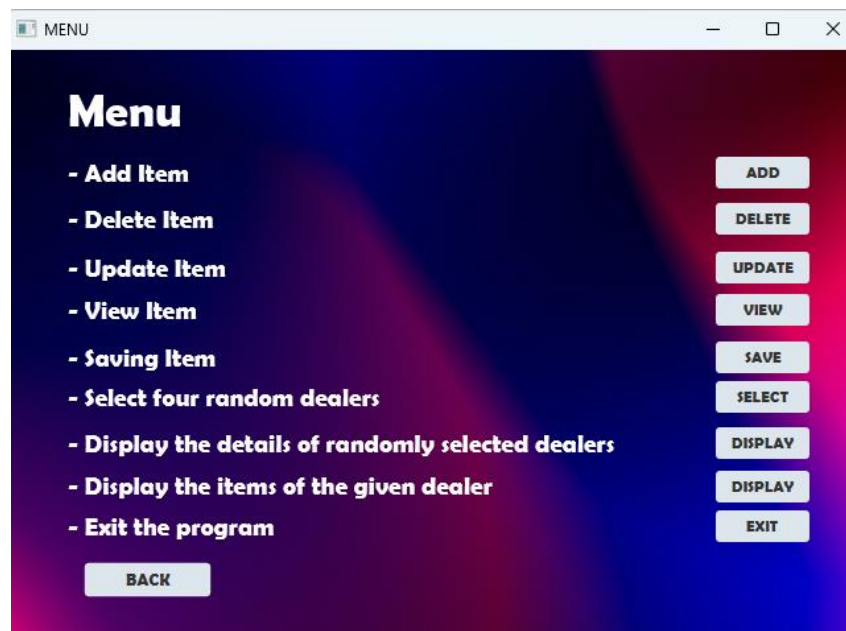 MENU
Menu
- Add Item ADD
- Delete Item DELETE
- Update Item UPDATE
- View Item VIEW
- Saving Item SAVE
- Select four random dealers SELECT
- Display the details of randomly selected dealers DISPLAY
- Display the items of the given dealer DISPLAY
- Exit the program EXIT
BACK